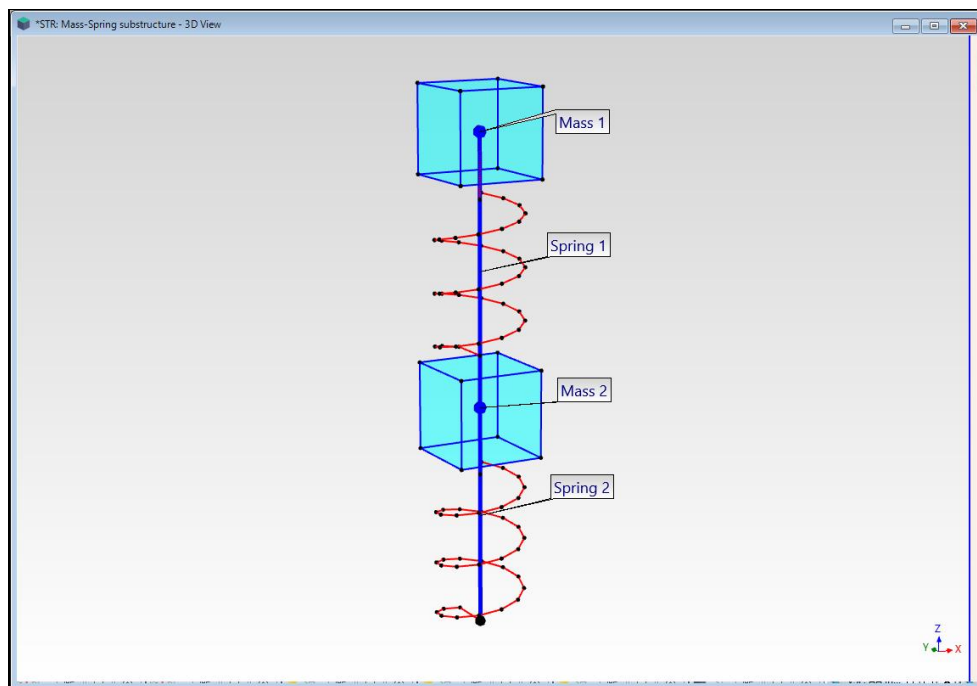 *STR: Mass-Spring substructure - 3D View
Mass 1
Spring 1
Mass 2
Spring 2
Z
Y
X